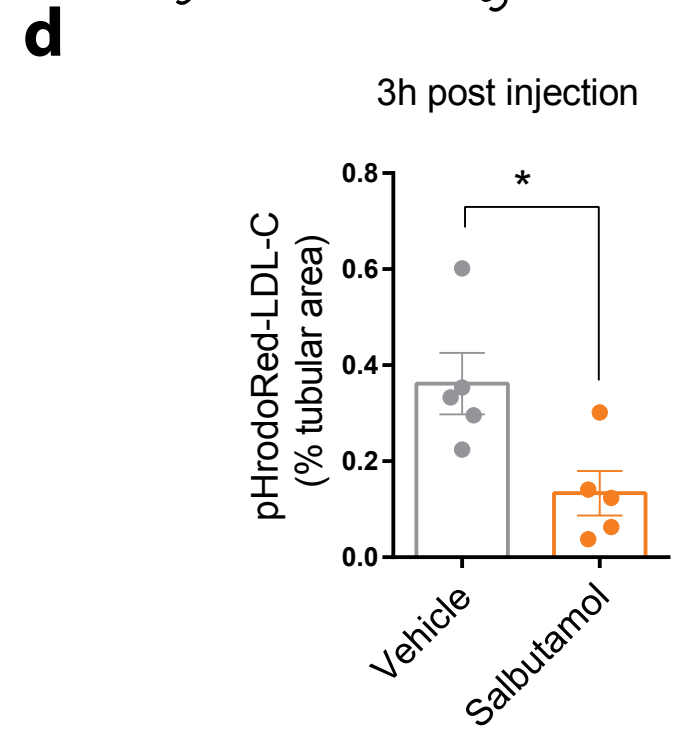 d
3h post injection
pHrodoRed-LDL-C
(% tubular area)
0.8
0.6
0.4
0.2
0.0
*
Vehicle
Salbutamol